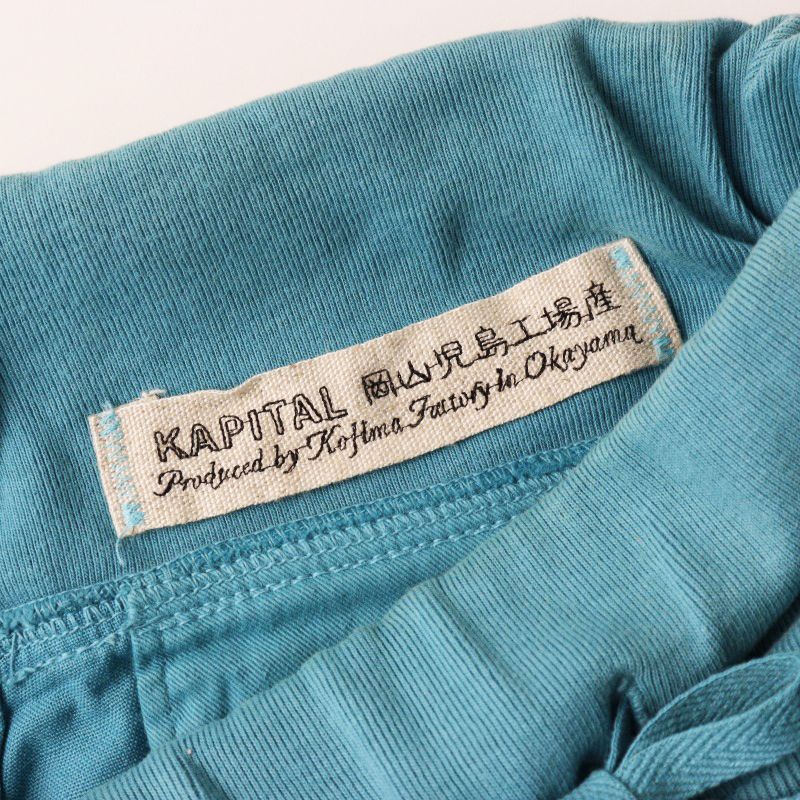 KAPITAL 岡山児島工場産
Produced by Kojima Factory In Okayama